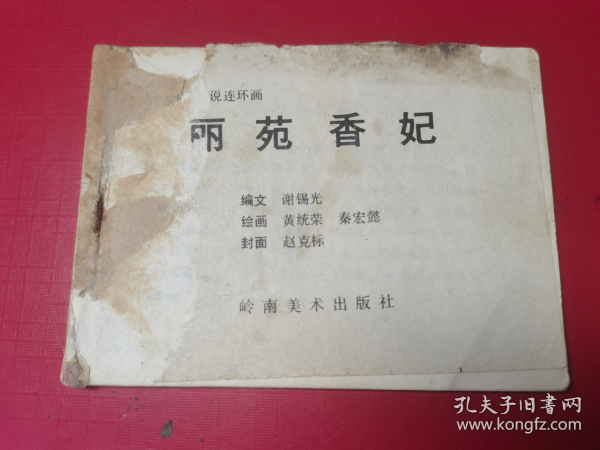 说连环画
丽苑香妃
编文 谢锡光
绘画 黄统荣 秦宏懿
封面 赵克标
岭南美术出版社
孔夫子旧书网
www.kongfz.com